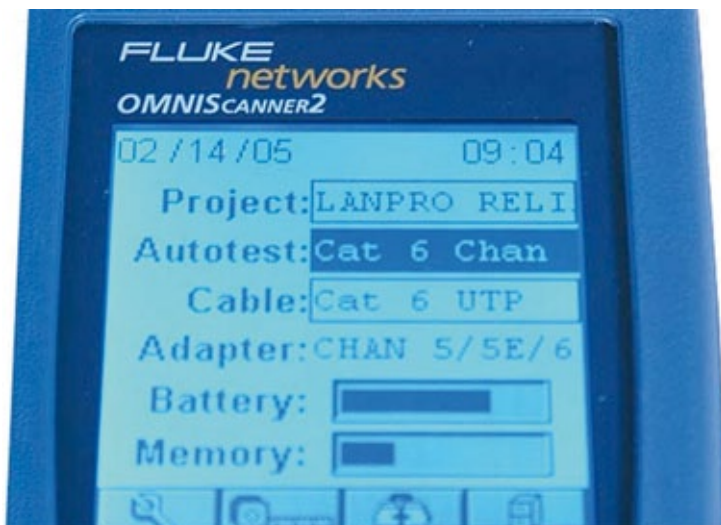 FLUKE
networks
OMNISCANNER2
02/14/05 09:04
Project: LANPRO RELI
Autotest: Cat 6 Chan
Cable: Cat 6 UTP
Adapter: CHAN 5/5E/6
Battery:
Memory: